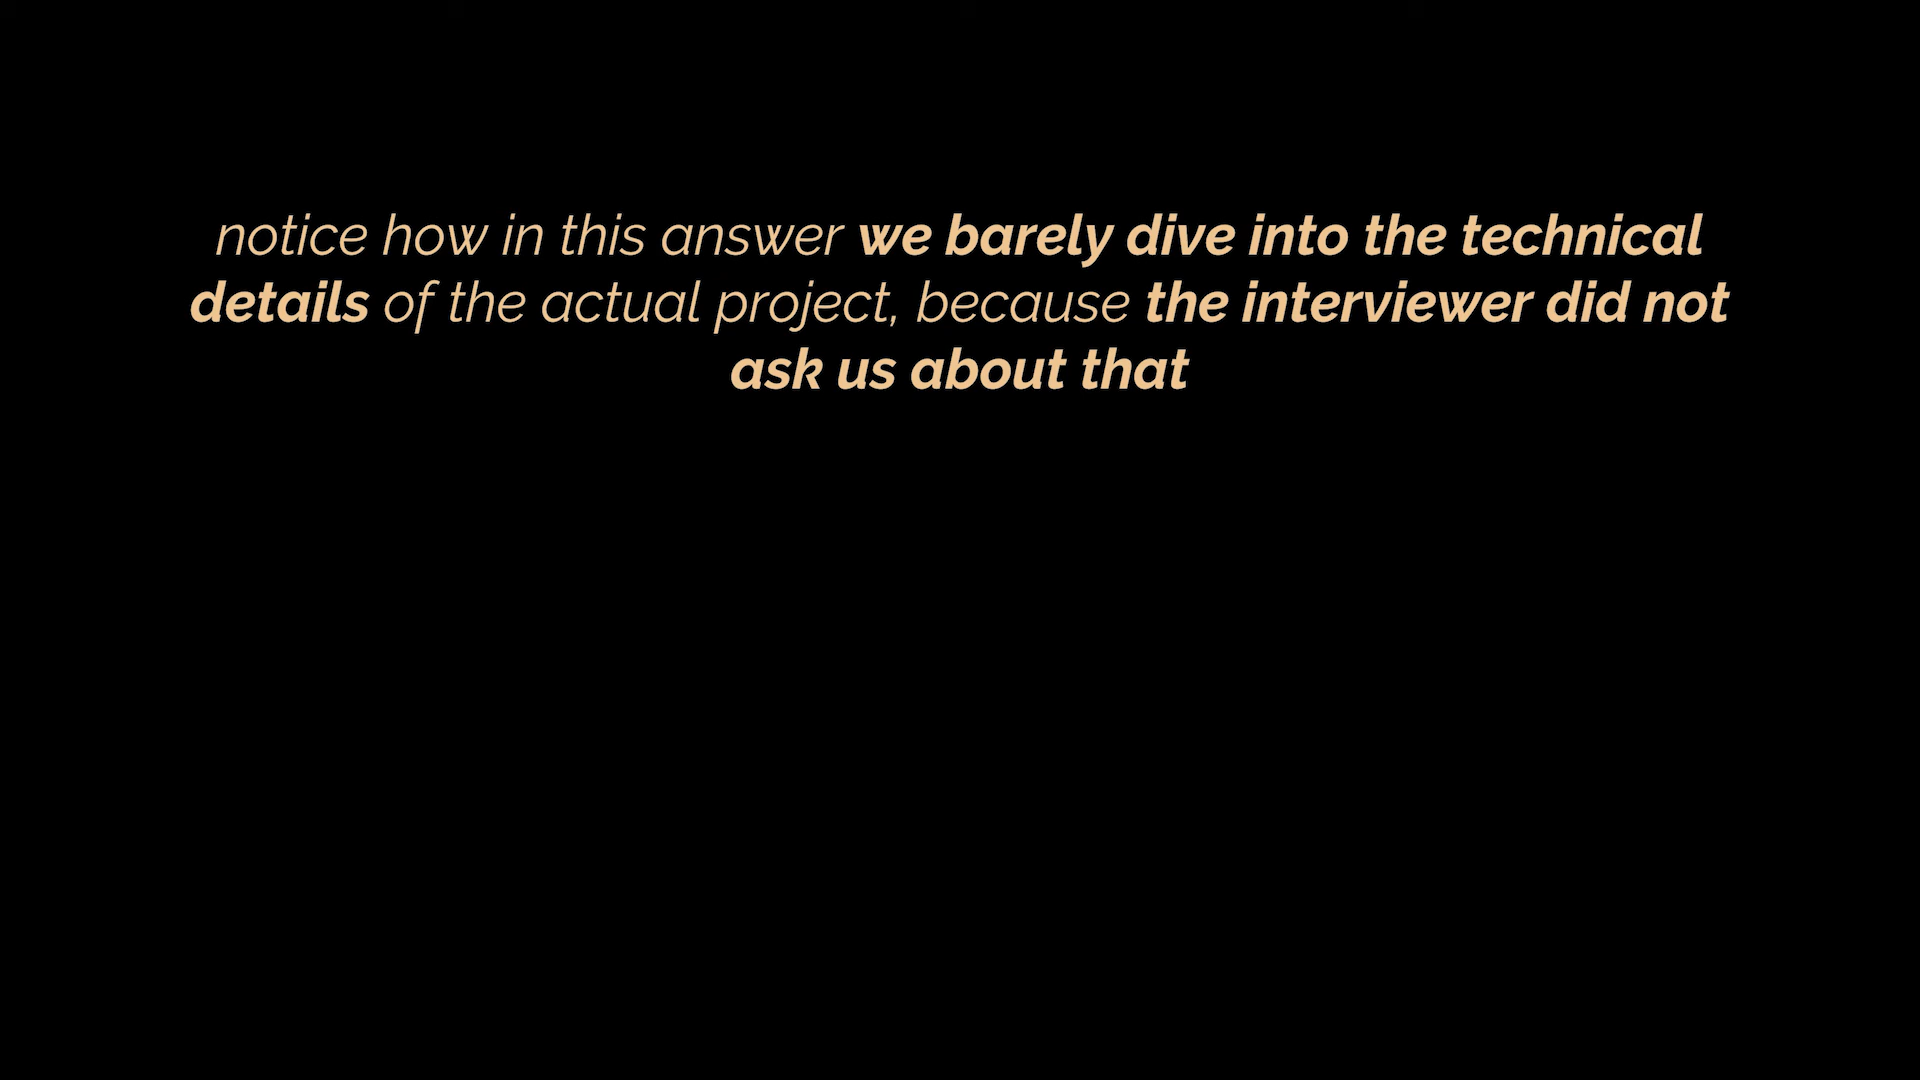 notice how in this answer we barely dive into the technical
details of the actual project, because the interviewer did not
ask us about that